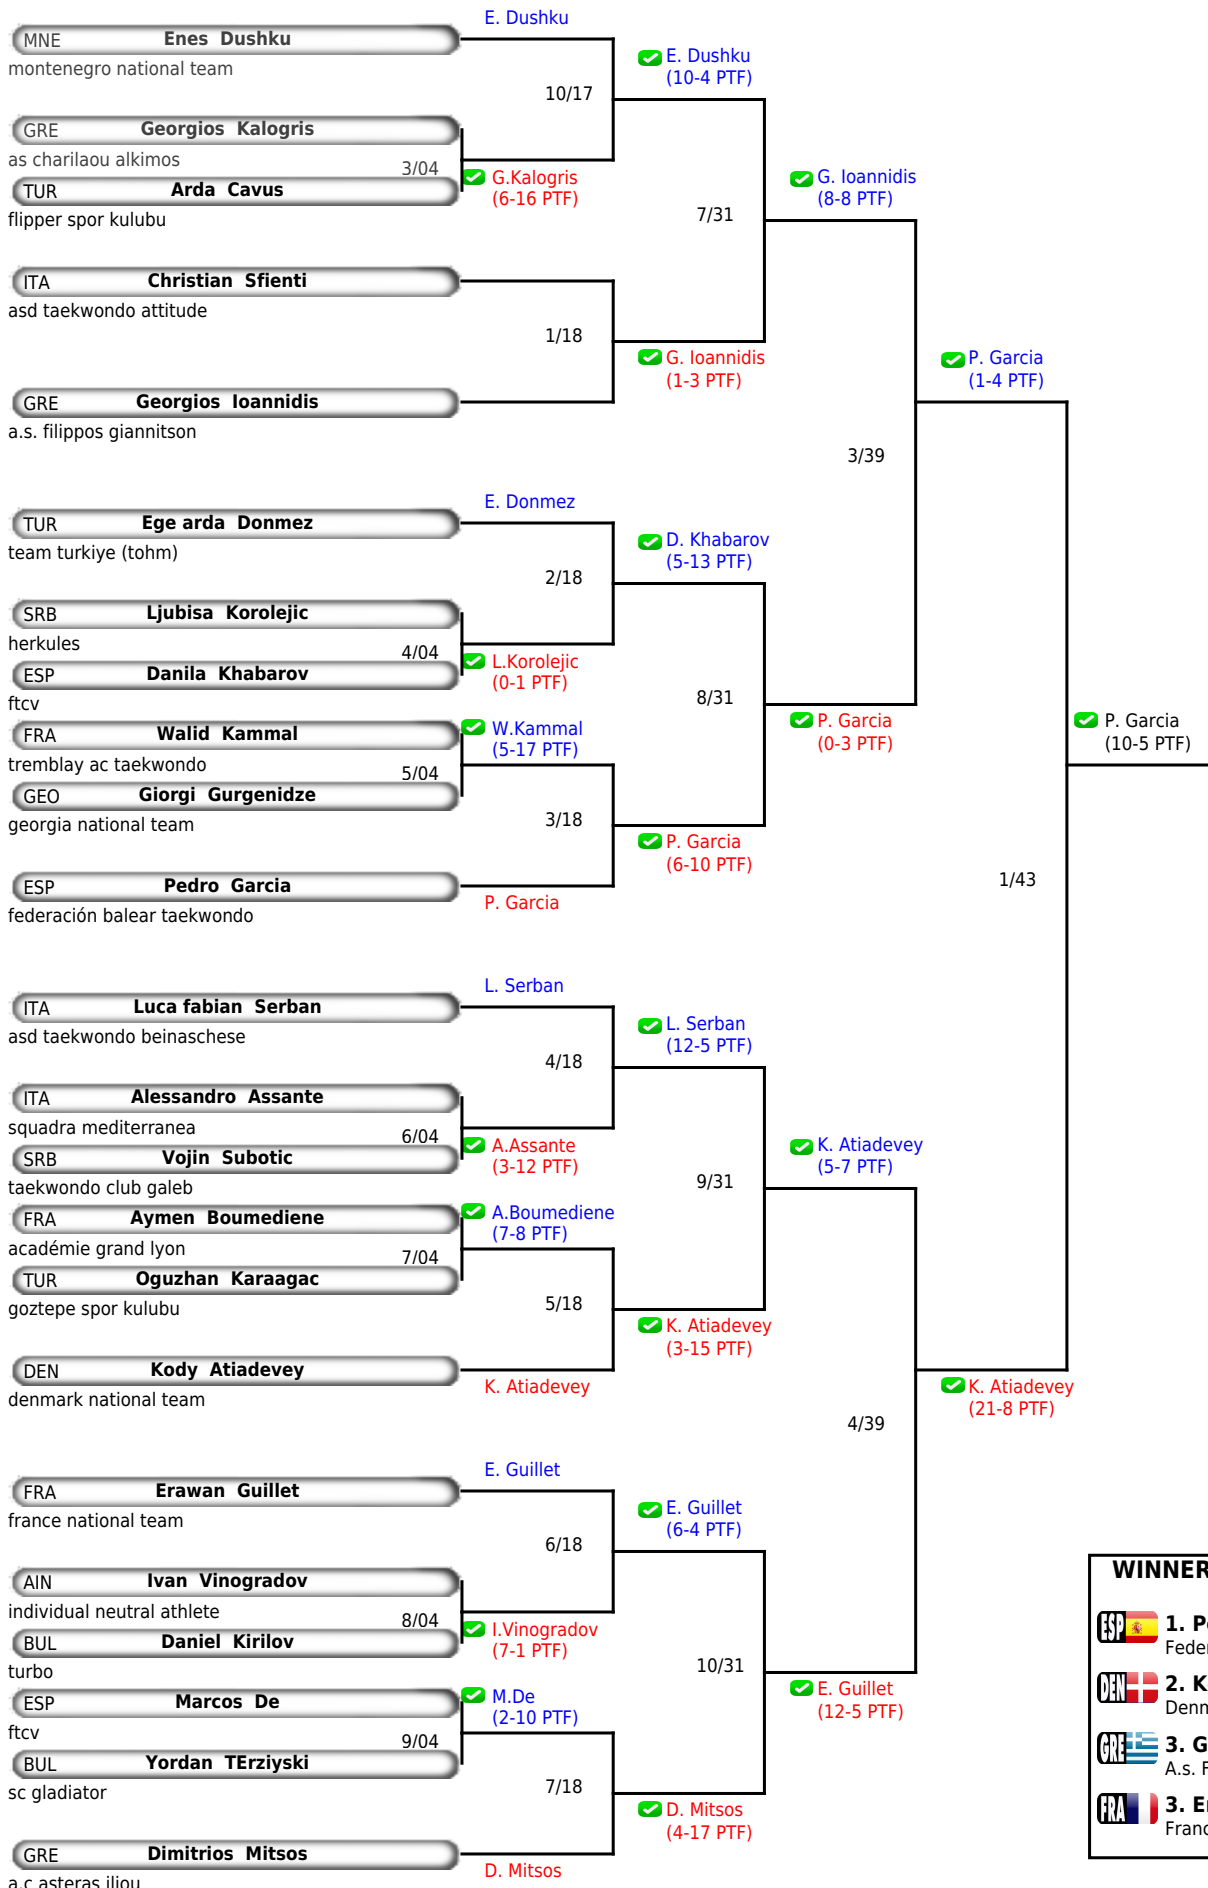 E. Dushku
MNE Enes Dushku
montenegro national team
E. Dushku
(10-4 PTF)
10/17
GRE Georgios Kalogris
as charilaou alkimos
3/04
TUR Arda Cavus
flipper spor kulubu
G.Kalogris
(6-16 PTF)
G. Ioannidis
(8-8 PTF)
7/31
ITA Christian Sfienti
asd taekwondo attitude
1/18
G. Ioannidis
(1-3 PTF)
P. Garcia
(1-4 PTF)
GRE Georgios Ioannidis
a.s. filippos giannitson
3/39
E. Donmez
TUR Ege arda Donmez
team turkiye (tohm)
D. Khabarov
(5-13 PTF)
2/18
SRB Ljubisa Korolejic
herkules
4/04
ESP Danila Khabarov
ftcv
L.Korolejic
(0-1 PTF)
8/31
FRA Walid Kammal
tremblay ac taekwondo
5/04
W.Kammal
(5-17 PTF)
P. Garcia
(0-3 PTF)
P. Garcia
(10-5 PTF)
GEO Giorgi Gurgenidze
georgia national team
3/18
P. Garcia
(6-10 PTF)
ESP Pedro Garcia
federación balear taekwondo
P. Garcia
1/43
L. Serban
ITA Luca fabian Serban
asd taekwondo beinaschese
L. Serban
(12-5 PTF)
4/18
ITA Alessandro Assante
squadra mediterranea
6/04
SRB Vojin Subotic
taekwondo club galeb
A.Assante
(3-12 PTF)
K. Atiadevey
(5-7 PTF)
9/31
FRA Aymen Boumediene
académie grand lyon
7/04
A.Boumediene
(7-8 PTF)
TUR Oguzhan Karaagac
goztepe spor kulubu
5/18
K. Atiadevey
(3-15 PTF)
DEN Kody Atiadevey
denmark national team
K. Atiadevey
K. Atiadevey
(21-8 PTF)
4/39
E. Guillet
FRA Erawan Guillet
france national team
E. Guillet
(6-4 PTF)
6/18
AIN Ivan Vinogradov
individual neutral athlete
8/04
BUL Daniel Kirilov
turbo
I.Vinogradov
(7-1 PTF)
10/31
ESP Marcos De
ftcv
9/04
M.De
(2-10 PTF)
E. Guillet
(12-5 PTF)
BUL Yordan TErziyski
sc gladiator
7/18
D. Mitsos
(4-17 PTF)
GRE Dimitrios Mitsos
a.c asteras iliou
D. Mitsos
WINNER
ESP 1. P
Feder
DEN 2. K
Denm
GRE 3. G
A.s. F
FRA 3. E
Franc